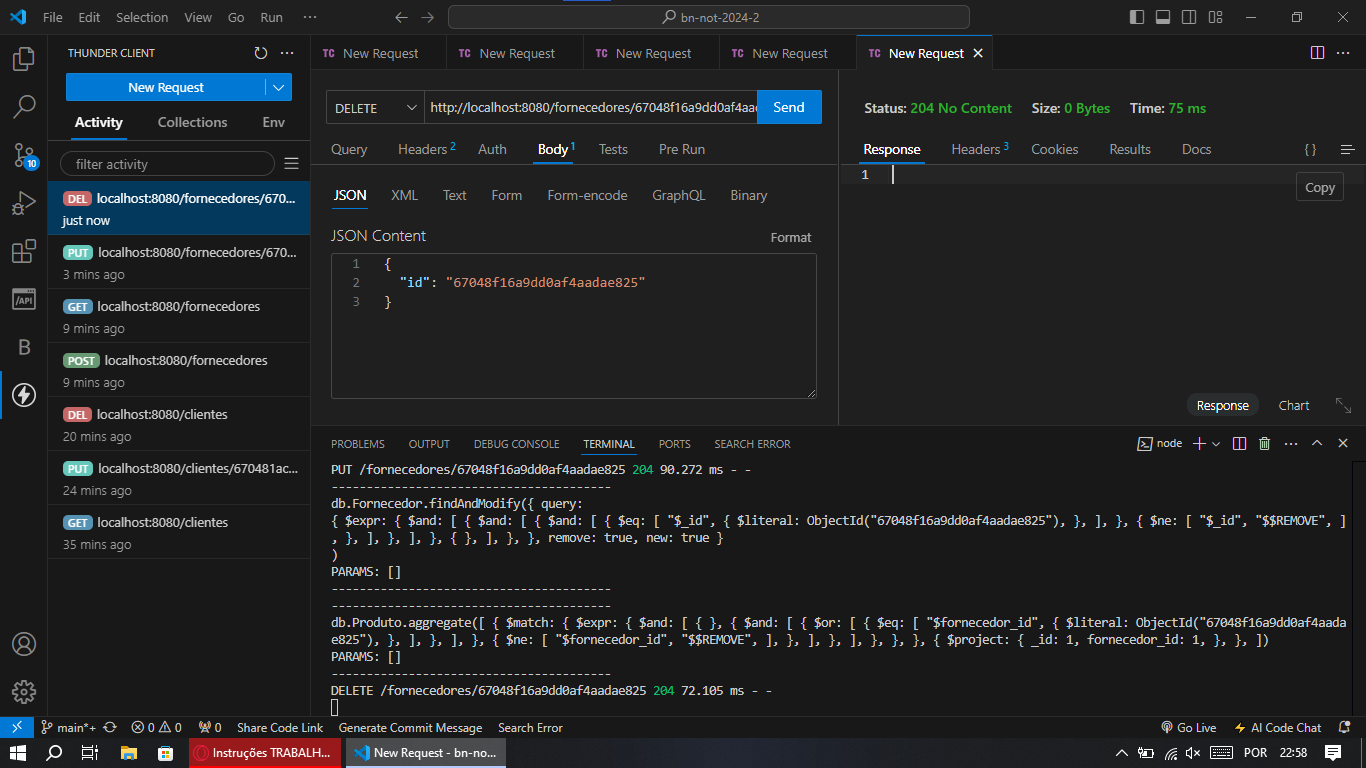 File Edit Selection View Go Run ··· bn-not-2024-2
THUNDER CLIENT
New Request
Activity Collections Env
filter activity
DEL localhost:8080/fornecedores/670...
just now
PUT localhost:8080/fornecedores/670...
3 mins ago
GET localhost:8080/fornecedores
9 mins ago
POST localhost:8080/fornecedores
9 mins ago
DEL localhost:8080/clientes
20 mins ago
PUT localhost:8080/clientes/670481ac...
24 mins ago
GET localhost:8080/clientes
35 mins ago
10
/API
B
TC New Request TC New Request TC New Request TC New Request TC New Request
DELETE http://localhost:8080/fornecedores/67048f16a9dd0af4aad Send
Query Headers 2 Auth Body 1 Tests Pre Run
JSON XML Text Form Form-encode GraphQL Binary
JSON Content Format
1 {
2 "id": "67048f16a9dd0af4aadae825"
3 }
Status: 204 No Content Size: 0 Bytes Time: 75 ms
Response Headers 3 Cookies Results Docs { }
1
Copy
Response Chart
PROBLEMS OUTPUT DEBUG CONSOLE TERMINAL PORTS SEARCH ERROR node
PUT /fornecedores/67048f16a9dd0af4aadae825 204 90.272 ms - -
----------------------------------------
db.Fornecedor.findAndModify({ query:
{ $expr: { $and: [ { $and: [ { $and: [ { $eq: [ "$_id", { $literal: ObjectId("67048f16a9dd0af4aadae825"), }, ], }, { $ne: [ "$_id", "$$REMOVE", ]
, }, ], }, ], }, { }, ], }, }, remove: true, new: true }
)
PARAMS: []
----------------------------------------
----------------------------------------
db.Produto.aggregate([ { $match: { $expr: { $and: [ { }, { $and: [ { $or: [ { $eq: [ "$fornecedor_id", { $literal: ObjectId("67048f16a9dd0af4aada
e825"), }, ], }, ], }, { $ne: [ "$fornecedor_id", "$$REMOVE", ], }, ], }, ], }, }, }, { $project: { _id: 1, fornecedor_id: 1, }, }, ])
PARAMS: []
----------------------------------------
DELETE /fornecedores/67048f16a9dd0af4aadae825 204 72.105 ms - -
main*+ 0 0 0 Share Code Link Generate Commit Message Search Error Go Live AI Code Chat
Instruções TRABALH... New Request - bn-no... POR 22:58